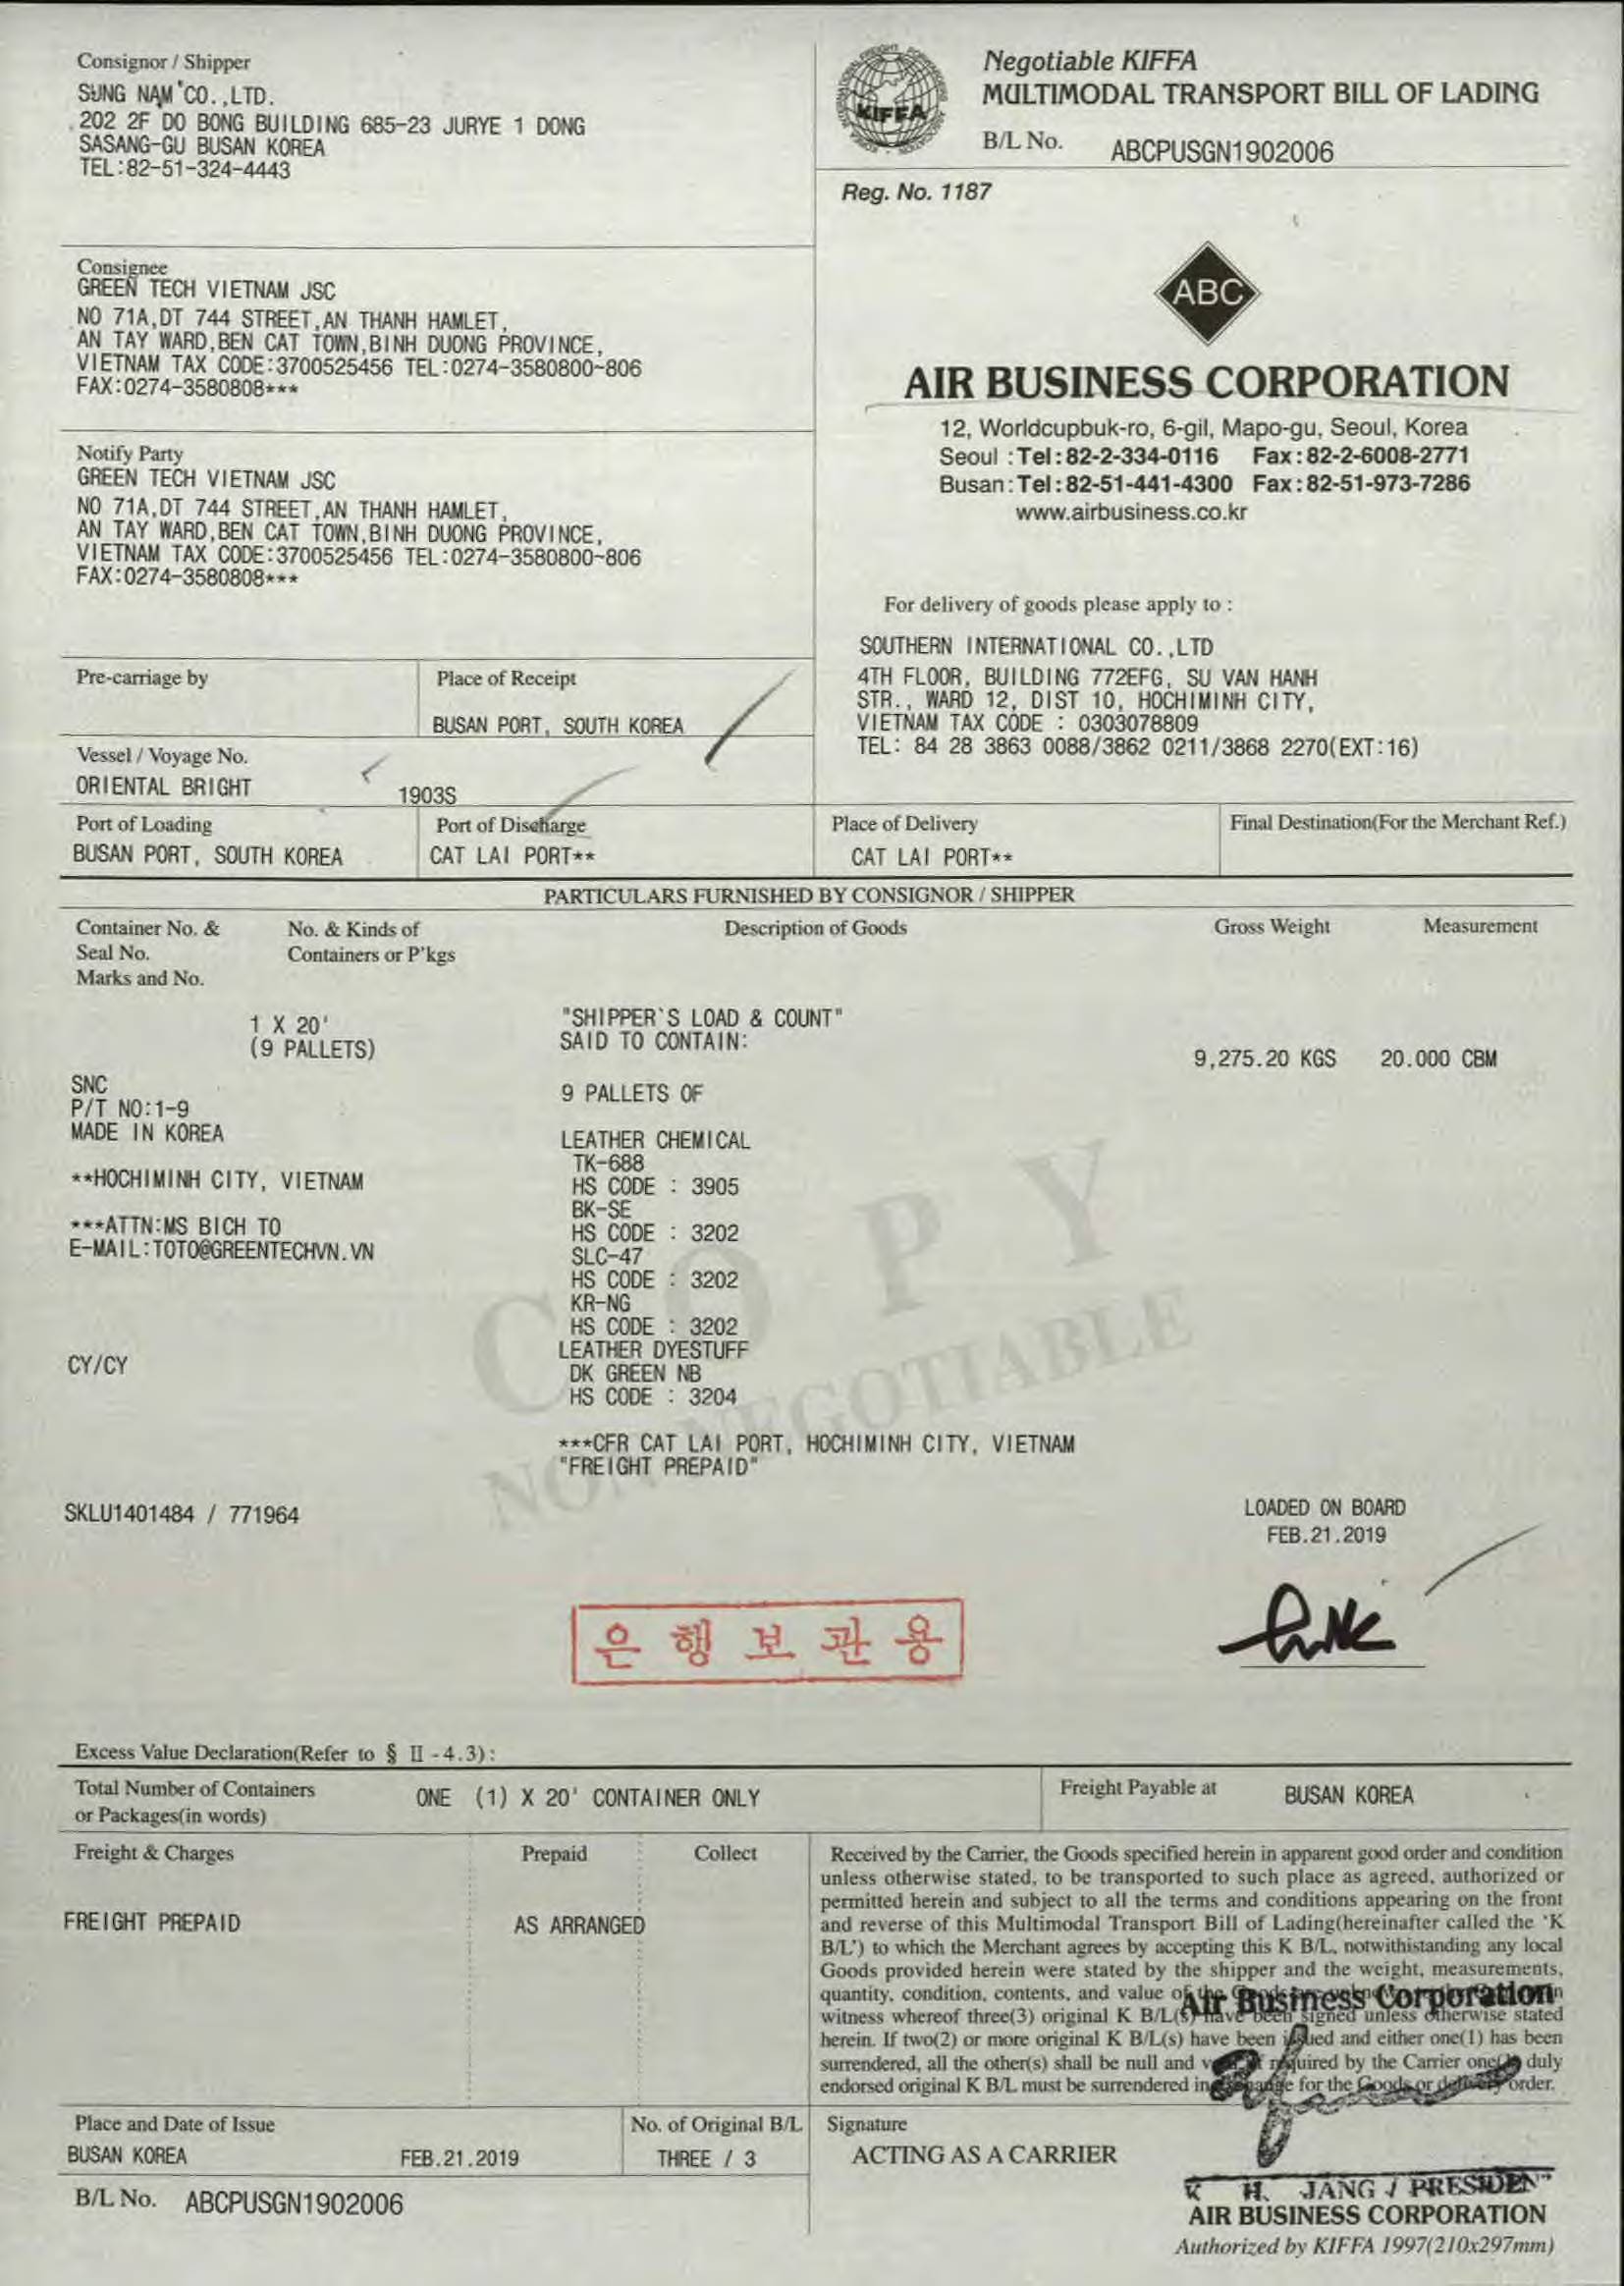 Consignor / Shipper
SUNG NAM CO.,LTD.
202 2F DO BONG BUILDING 685-23 JURYE 1 DONG
SASANG-GU BUSAN KOREA
TEL:82-51-324-4443
KIFFA
Negotiable KIFFA
MULTIMODAL TRANSPORT BILL OF LADING
B/L No. ABCPUSGN1902006
Reg. No. 1187
Consignee
GREEN TECH VIETNAM JSC
NO 71A,DT 744 STREET,AN THANH HAMLET,
AN TAY WARD,BEN CAT TOWN,BINH DUONG PROVINCE,
VIETNAM TAX CODE:3700525456 TEL:0274-3580800~806
FAX:0274-3580808***
ABC
AIR BUSINESS CORPORATION
12, Worldcupbuk-ro, 6-gil, Mapo-gu, Seoul, Korea
Seoul :Tel:82-2-334-0116 Fax:82-2-6008-2771
Busan:Tel:82-51-441-4300 Fax:82-51-973-7286
www.airbusiness.co.kr
Notify Party
GREEN TECH VIETNAM JSC
NO 71A,DT 744 STREET,AN THANH HAMLET,
AN TAY WARD,BEN CAT TOWN,BINH DUONG PROVINCE,
VIETNAM TAX CODE:3700525456 TEL:0274-3580800~806
FAX:0274-3580808***
For delivery of goods please apply to :
SOUTHERN INTERNATIONAL CO.,LTD
4TH FLOOR, BUILDING 772EFG, SU VAN HANH
STR., WARD 12, DIST 10, HOCHIMINH CITY,
VIETNAM TAX CODE : 0303078809
TEL: 84 28 3863 0088/3862 0211/3868 2270(EXT:16)
Pre-carriage by Place of Receipt
BUSAN PORT, SOUTH KOREA
Vessel / Voyage No.
ORIENTAL BRIGHT 1903S
Port of Loading Port of Discharge Place of Delivery Final Destination(For the Merchant Ref.)
BUSAN PORT, SOUTH KOREA CAT LAI PORT** CAT LAI PORT**
PARTICULARS FURNISHED BY CONSIGNOR / SHIPPER
Container No. & No. & Kinds of Description of Goods Gross Weight Measurement
Seal No. Containers or P'kgs
Marks and No.
1 X 20' "SHIPPER`S LOAD & COUNT"
(9 PALLETS) SAID TO CONTAIN:
9,275.20 KGS 20.000 CBM
SNC 9 PALLETS OF
P/T NO:1-9
MADE IN KOREA LEATHER CHEMICAL
TK-688
**HOCHIMINH CITY, VIETNAM HS CODE : 3905
BK-SE
***ATTN:MS BICH TO HS CODE : 3202
E-MAIL:TOTO@GREENTECHVN.VN SLC-47
HS CODE : 3202
KR-NG
HS CODE : 3202
LEATHER DYESTUFF
CY/CY DK GREEN NB
HS CODE : 3204
COPY
NON NEGOTIABLE
***CFR CAT LAI PORT, HOCHIMINH CITY, VIETNAM
"FREIGHT PREPAID"
SKLU1401484 / 771964 LOADED ON BOARD
FEB.21.2019
은행보관용
Excess Value Declaration(Refer to § II - 4.3) :
Total Number of Containers ONE (1) X 20' CONTAINER ONLY Freight Payable at BUSAN KOREA
or Packages(in words)
Freight & Charges Prepaid Collect
FREIGHT PREPAID AS ARRANGED
Received by the Carrier, the Goods specified herein in apparent good order and condition
unless otherwise stated, to be transported to such place as agreed, authorized or
permitted herein and subject to all the terms and conditions appearing on the front
and reverse of this Multimodal Transport Bill of Lading(hereinafter called the 'K
B/L') to which the Merchant agrees by accepting this K B/L, notwithistanding any local
Goods provided herein were stated by the shipper and the weight, measurements,
quantity, condition, contents, and value of the
Air Business Corporation
witness whereof three(3) original K B/L(s) have been signed unless otherwise stated
herein. If two(2) or more original K B/L(s) have been issued and either one(1) has been
surrendered, all the other(s) shall be null and required by the Carrier one(1) duly
endorsed original K B/L must be surrendered in for the Goods or delivery order.
Place and Date of Issue No. of Original B/L Signature
BUSAN KOREA FEB.21.2019 THREE / 3 ACTING AS A CARRIER
B/L No. ABCPUSGN1902006
K H. JANG / PRESIDENT
AIR BUSINESS CORPORATION
Authorized by KIFFA 1997(210x297mm)